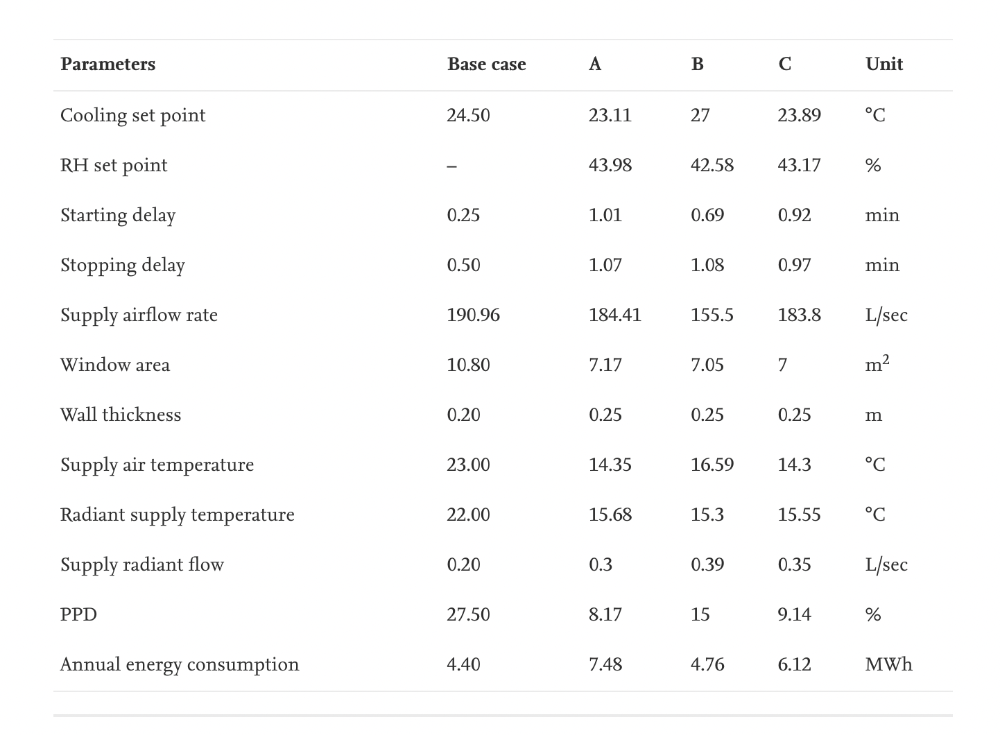 Parameters Base case A B C Unit
Cooling set point 24.50 23.11 27 23.89 °C
RH set point – 43.98 42.58 43.17 %
Starting delay 0.25 1.01 0.69 0.92 min
Stopping delay 0.50 1.07 1.08 0.97 min
Supply airflow rate 190.96 184.41 155.5 183.8 L/sec
Window area 10.80 7.17 7.05 7 m²
Wall thickness 0.20 0.25 0.25 0.25 m
Supply air temperature 23.00 14.35 16.59 14.3 °C
Radiant supply temperature 22.00 15.68 15.3 15.55 °C
Supply radiant flow 0.20 0.3 0.39 0.35 L/sec
PPD 27.50 8.17 15 9.14 %
Annual energy consumption 4.40 7.48 4.76 6.12 MWh